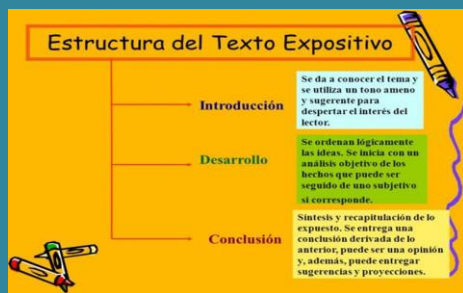 Estructura del Texto Expositivo
Introducción
Se da a conocer el tema y
se utiliza un tono ameno
y sugerente para
despertar el interés del
lector.
Desarrollo
Se ordenan lógicamente
las ideas. Se inicia con un
análisis objetivo de los
hechos que puede ser
seguido de uno subjetivo
si corresponde.
Conclusión
Síntesis y recapitulación de lo
expuesto. Se entrega una
conclusión derivada de lo
anterior, puede ser una opinión
y, además, puede entregar
sugerencias y proyecciones.